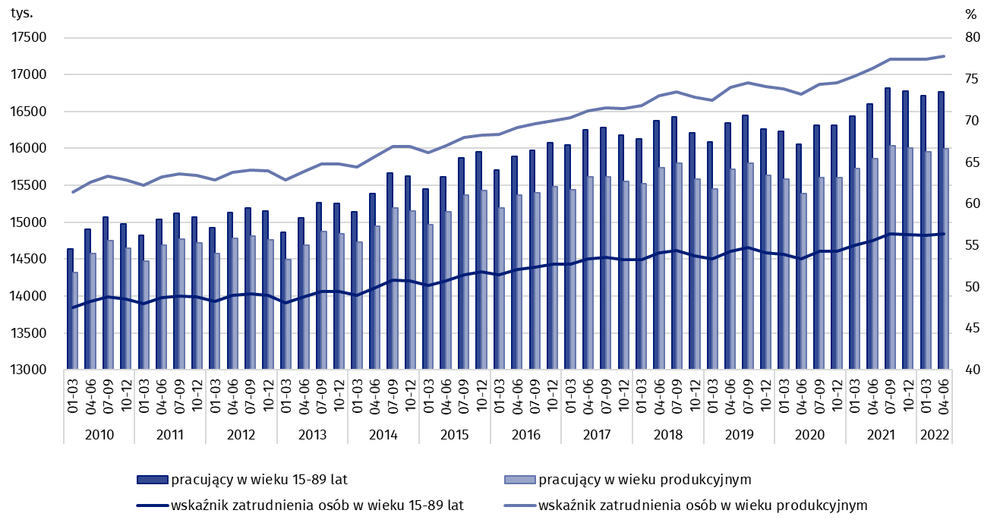 tys.
%
17500
17000
16500
16000
15500
15000
14500
14000
13500
13000
80
75
70
65
60
55
50
45
40
01-03 04-06 07-09 10-12 01-03 04-06 07-09 10-12 01-03 04-06 07-09 10-12 01-03 04-06 07-09 10-12 01-03 04-06 07-09 10-12 01-03 04-06 07-09 10-12 01-03 04-06 07-09 10-12 01-03 04-06 07-09 10-12 01-03 04-06 07-09 10-12 01-03 04-06 07-09 10-12 01-03 04-06 07-09 10-12 01-03 04-06 07-09 10-12 01-03 04-06
2010 2011 2012 2013 2014 2015 2016 2017 2018 2019 2020 2021 2022
pracujący w wieku 15-89 lat
pracujący w wieku produkcyjnym
wskaźnik zatrudnienia osób w wieku 15-89 lat
wskaźnik zatrudnienia osób w wieku produkcyjnym